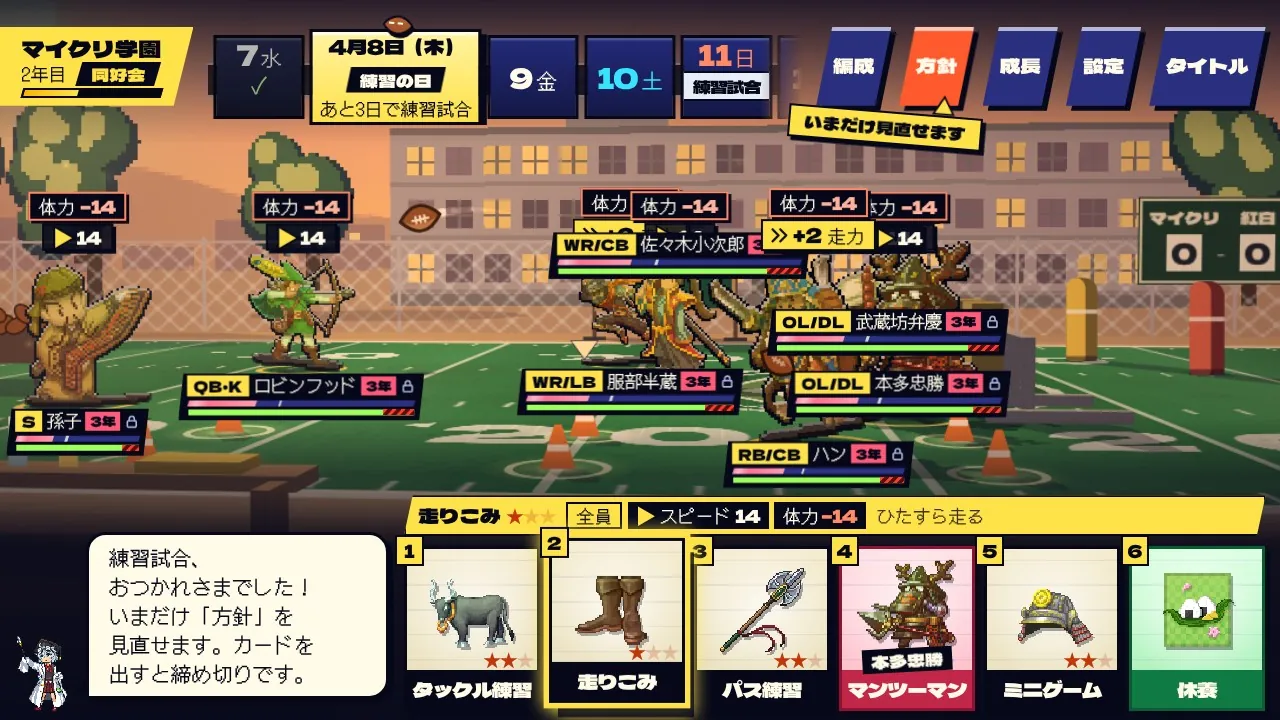 マイクリ学園
2年目 同好会
7水
✓
4月8日（木）
練習の日
あと3日で練習試合
9金
10土
11日
練習試合
編成
方針
成長
設定
タイトル
いまだけ見直せます
体力 -14
▶14
体力 -14
▶14
体力
体力 -14
体力 -14
体力 -14
≫ +2 走力
▶14
マイクリ 紅白
0 - 0
WR/CB 佐々木小次郎
OL/DL 武蔵坊弁慶 3年
QB・K ロビンフッド 3年
WR/LB 服部半蔵 3年
OL/DL 本多忠勝 3年
S 孫子 3年
RB/CB ハン 3年
20
走りこみ ★★★ 全員 ▶スピード 14 体力-14 ひたすら走る
練習試合、
おつかれさまでした！
いまだけ「方針」を
見直せます。カードを
出すと締め切りです。
1
タックル練習
2
走りこみ
3
パス練習
4
本多忠勝
マンツーマン
5
ミニゲーム
6
休養